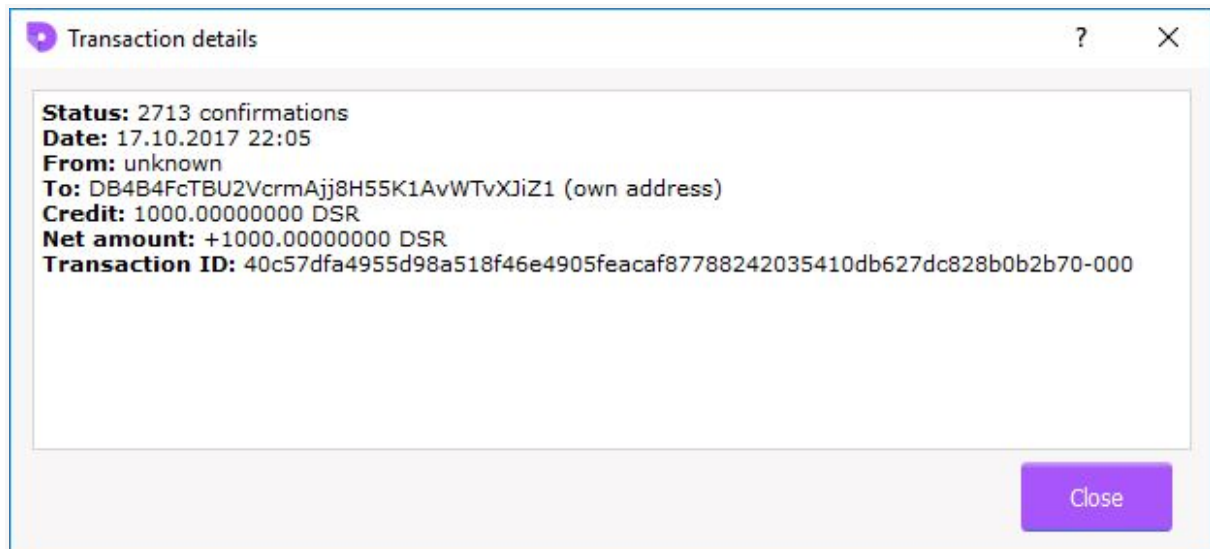 Transaction details
?
Status: 2713 confirmations
Date: 17.10.2017 22:05
From: unknown
To: DB4B4FcTBU2VcrmAjj8H55K1AvWTvXJiZ1 (own address)
Credit: 1000.00000000 DSR
Net amount: +1000.00000000 DSR
Transaction ID: 40c57dfa4955d98a518f46e4905feacaf87788242035410db627dc828b0b2b70-000
Close